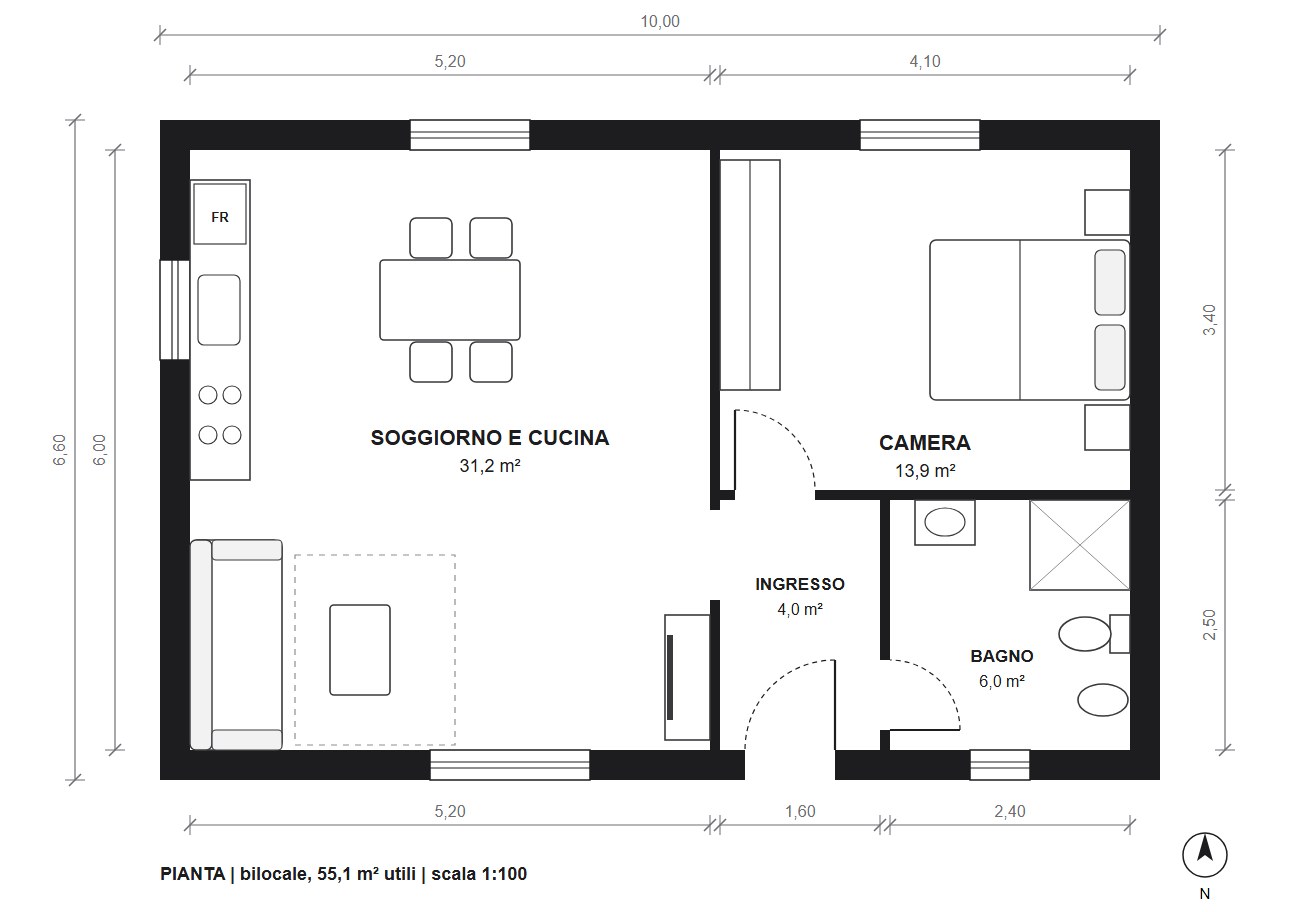 10,00
5,20
4,10
FR
3,40
6,60
6,00
SOGGIORNO E CUCINA
31,2 m²
CAMERA
13,9 m²
INGRESSO
4,0 m²
2,50
BAGNO
6,0 m²
5,20
1,60
2,40
PIANTA | bilocale, 55,1 m² utili | scala 1:100
N